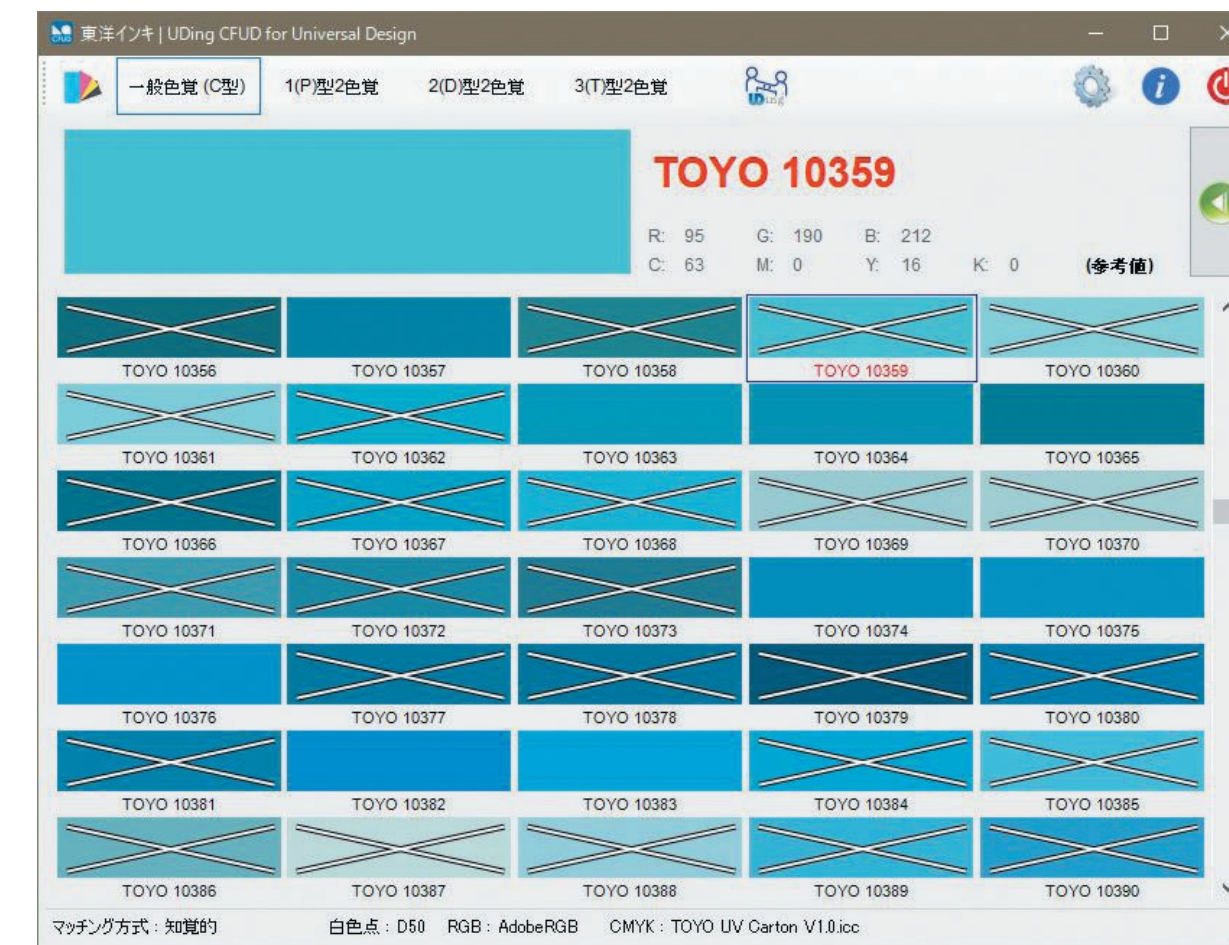 東洋インキ | UDing CFUD for Universal Design
一般色覚 (C型) 1(P)型2色覚 2(D)型2色覚 3(T)型2色覚 UDing
TOYO 10359
R: 95 G: 190 B: 212
C: 63 M: 0 Y: 16 K: 0 (参考値)
TOYO 10356 TOYO 10357 TOYO 10358 TOYO 10359 TOYO 10360
TOYO 10361 TOYO 10362 TOYO 10363 TOYO 10364 TOYO 10365
TOYO 10366 TOYO 10367 TOYO 10368 TOYO 10369 TOYO 10370
TOYO 10371 TOYO 10372 TOYO 10373 TOYO 10374 TOYO 10375
TOYO 10376 TOYO 10377 TOYO 10378 TOYO 10379 TOYO 10380
TOYO 10381 TOYO 10382 TOYO 10383 TOYO 10384 TOYO 10385
TOYO 10386 TOYO 10387 TOYO 10388 TOYO 10389 TOYO 10390
マッチング方式:知覚的 白色点:D50 RGB:AdobeRGB CMYK:TOYO UV Carton V1.0.icc